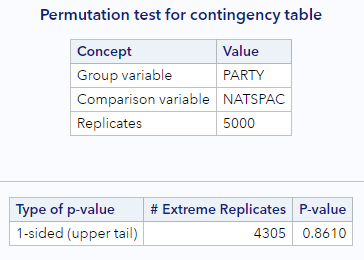 Permutation test for contingency table
Concept Value
Group variable PARTY
Comparison variable NATSPAC
Replicates 5000
Type of p-value # Extreme Replicates P-value
1-sided (upper tail) 4305 0.8610